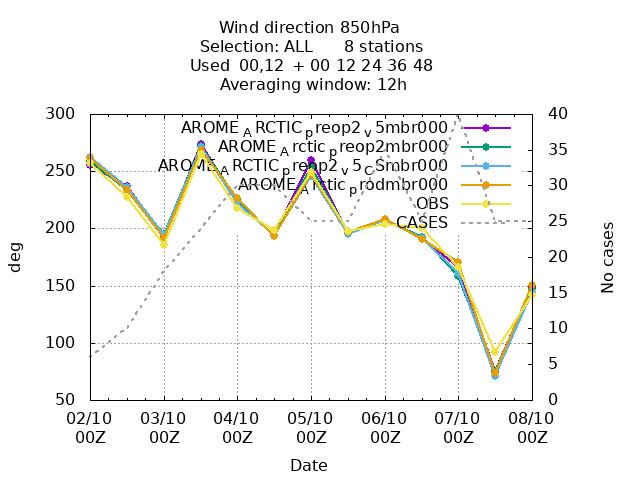 Wind direction 850hPa
Selection: ALL 8 stations
Used 00,12 + 00 12 24 36 48
Averaging window: 12h
AROME_ARCTIC_preop2_v5mbr000
AROME_Arctic_preop2mbr000
AROME_ARCTIC_preop2_v5_c_Smbr000
AROME_Arctic_prodmbr000
OBS
CASES
300
250
200
150
100
50
deg
40
35
30
25
20
15
10
5
0
No cases
02/10 03/10 04/10 05/10 06/10 07/10 08/10
00Z 00Z 00Z 00Z 00Z 00Z 00Z
Date